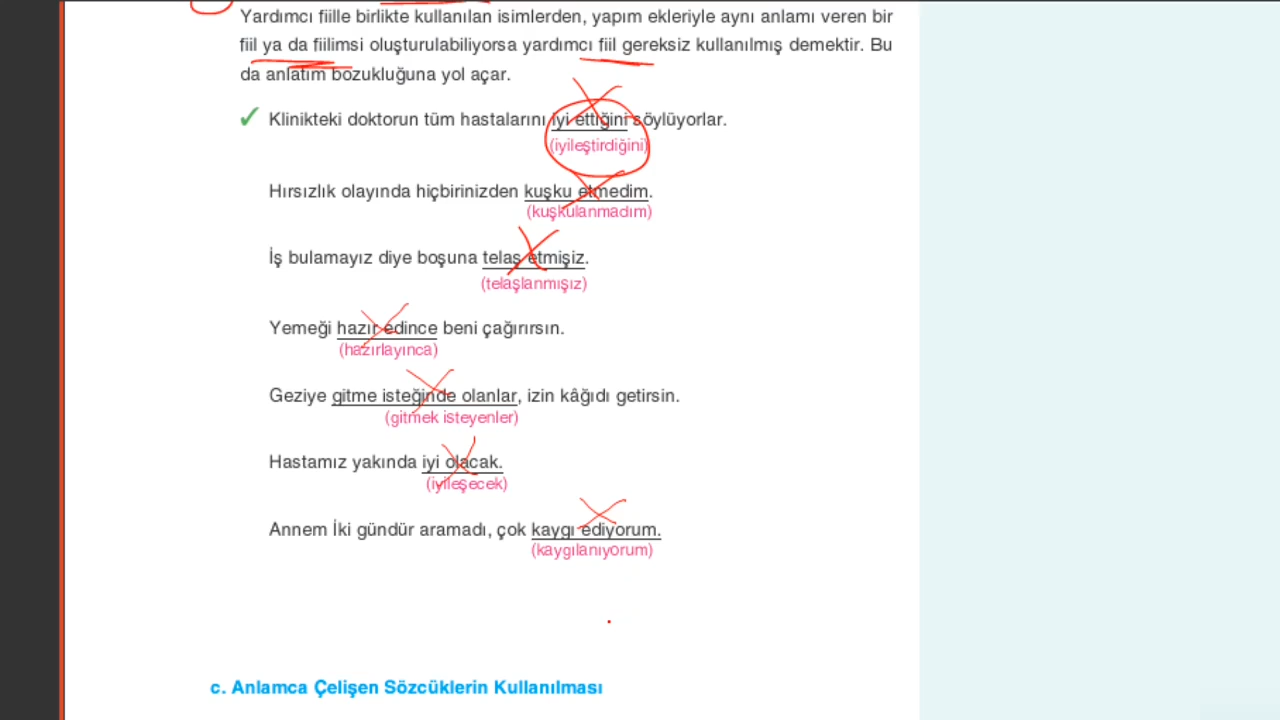 Yardımcı fiille birlikte kullanılan isimlerden, yapım ekleriyle aynı anlamı veren bir
fiil ya da fiilimsi oluşturulabiliyorsa yardımcı fiil gereksiz kullanılmış demektir. Bu
da anlatım bozukluğuna yol açar.
✓ Klinikteki doktorun tüm hastalarını iyi ettiğini söylüyorlar.
(iyileştirdiğini)
Hırsızlık olayında hiçbirinizden kuşku etmedim.
(kuşkulanmadım)
İş bulamayız diye boşuna telaş etmişiz.
(telaşlanmışız)
Yemeği hazır edince beni çağırırsın.
(hazırlayınca)
Geziye gitme isteğinde olanlar, izin kâğıdı getirsin.
(gitmek isteyenler)
Hastamız yakında iyi olacak.
(iyileşecek)
Annem İki gündür aramadı, çok kaygı ediyorum.
(kaygılanıyorum)
c. Anlamca Çelişen Sözcüklerin Kullanılması